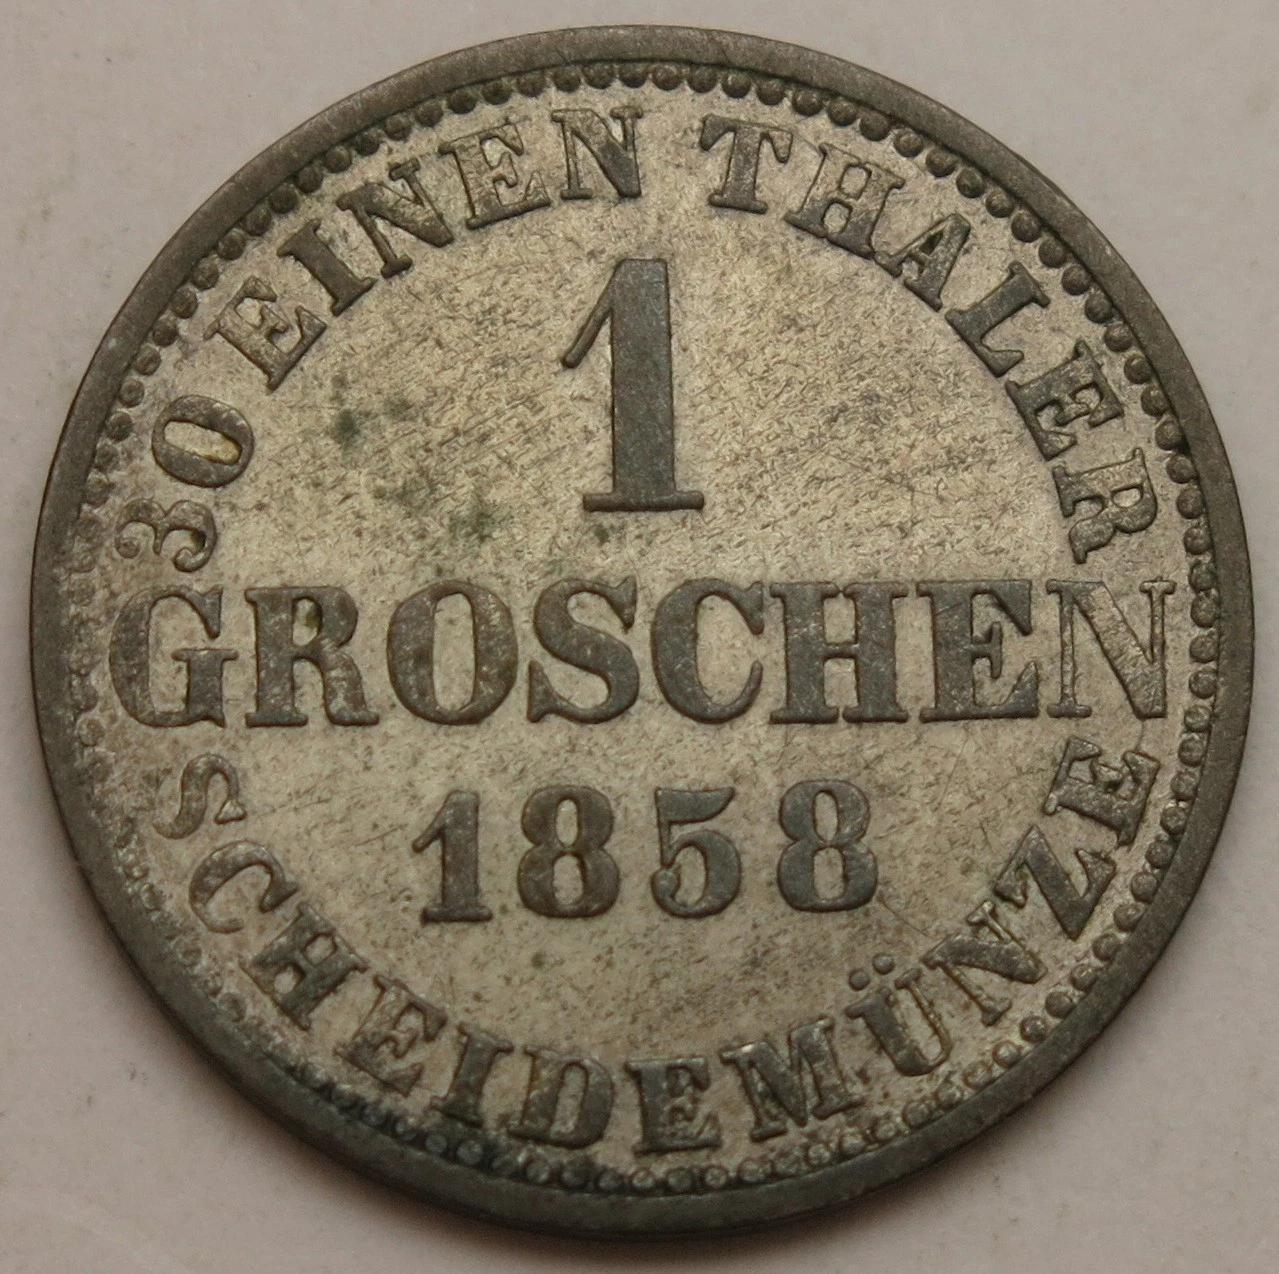 30 EINEN THALER
1
GROSCHEN
1858
SCHEIDEMÜNZE